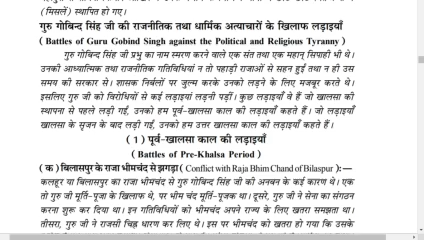 (मिसलें) स्थापित हो गए।
गुरु गोबिन्द सिंह जी की राजनीतिक तथा धार्मिक अत्याचारों के खिलाफ लड़ाइयाँ
( Battles of Guru Gobind Singh against the Political and Religious Tyranny )
गुरु गोबिन्द सिंह जी प्रभु का नाम स्मरण करने वाले एक संत तथा एक महान् सिपाही भी थे।
उनकी आध्यात्मिक तथा राजनीतिक गतिविधियां न तो पहाड़ी राजाओं से सहन हुईं तथा न ही उस
समय की सरकार से। शासक निर्बलों पर जुल्म करके उनको लड़ने के लिए मजबूर करते थे।
इसलिए गुरु जी को विरोधियों से कई लड़ाइयां लड़नी पड़ीं। कुछ लड़ाइयां वे हैं जो खालसा की
स्थापना से पहले लड़ी गईं, उनको हम पूर्व-खालसा काल की लड़ाइयाँ कहते हैं। जो लड़ाइयां
खालसा के सृजन के बाद लड़ी गईं, उनको हम उत्तर खालसा काल की लड़ाइयाँ कहते हैं।
( 1 ) पूर्व-खालसा काल की लड़ाइयाँ
(Battles of Pre-Khalsa Period )
(क) बिलासपुर के राजा भीमचंद से झगड़ा ( Conflict with Raja Bhim Chand of Bilaspur ):—
कलहूर या बिलासपुर का राजा भीमचंद से गुरु गोबिन्द सिंह जी की अनबन के कई कारण थे। एक
तो गुरु जी मूर्ति-पूजा के खिलाफ थे, पर भीम चंद मूर्ति-पूजक था। दूसरे, गुरु जी ने सेना का संगठन
करना शुरू कर दिया था। इन गतिविधियों को भीमचंद अपने राज्य के लिए खतरा समझता था।
तीसरा, गुरु जी ने राजसी चिह्न धारण कर लिए थे। इस पर भीमचंद को खतरा हो गया कि उसके